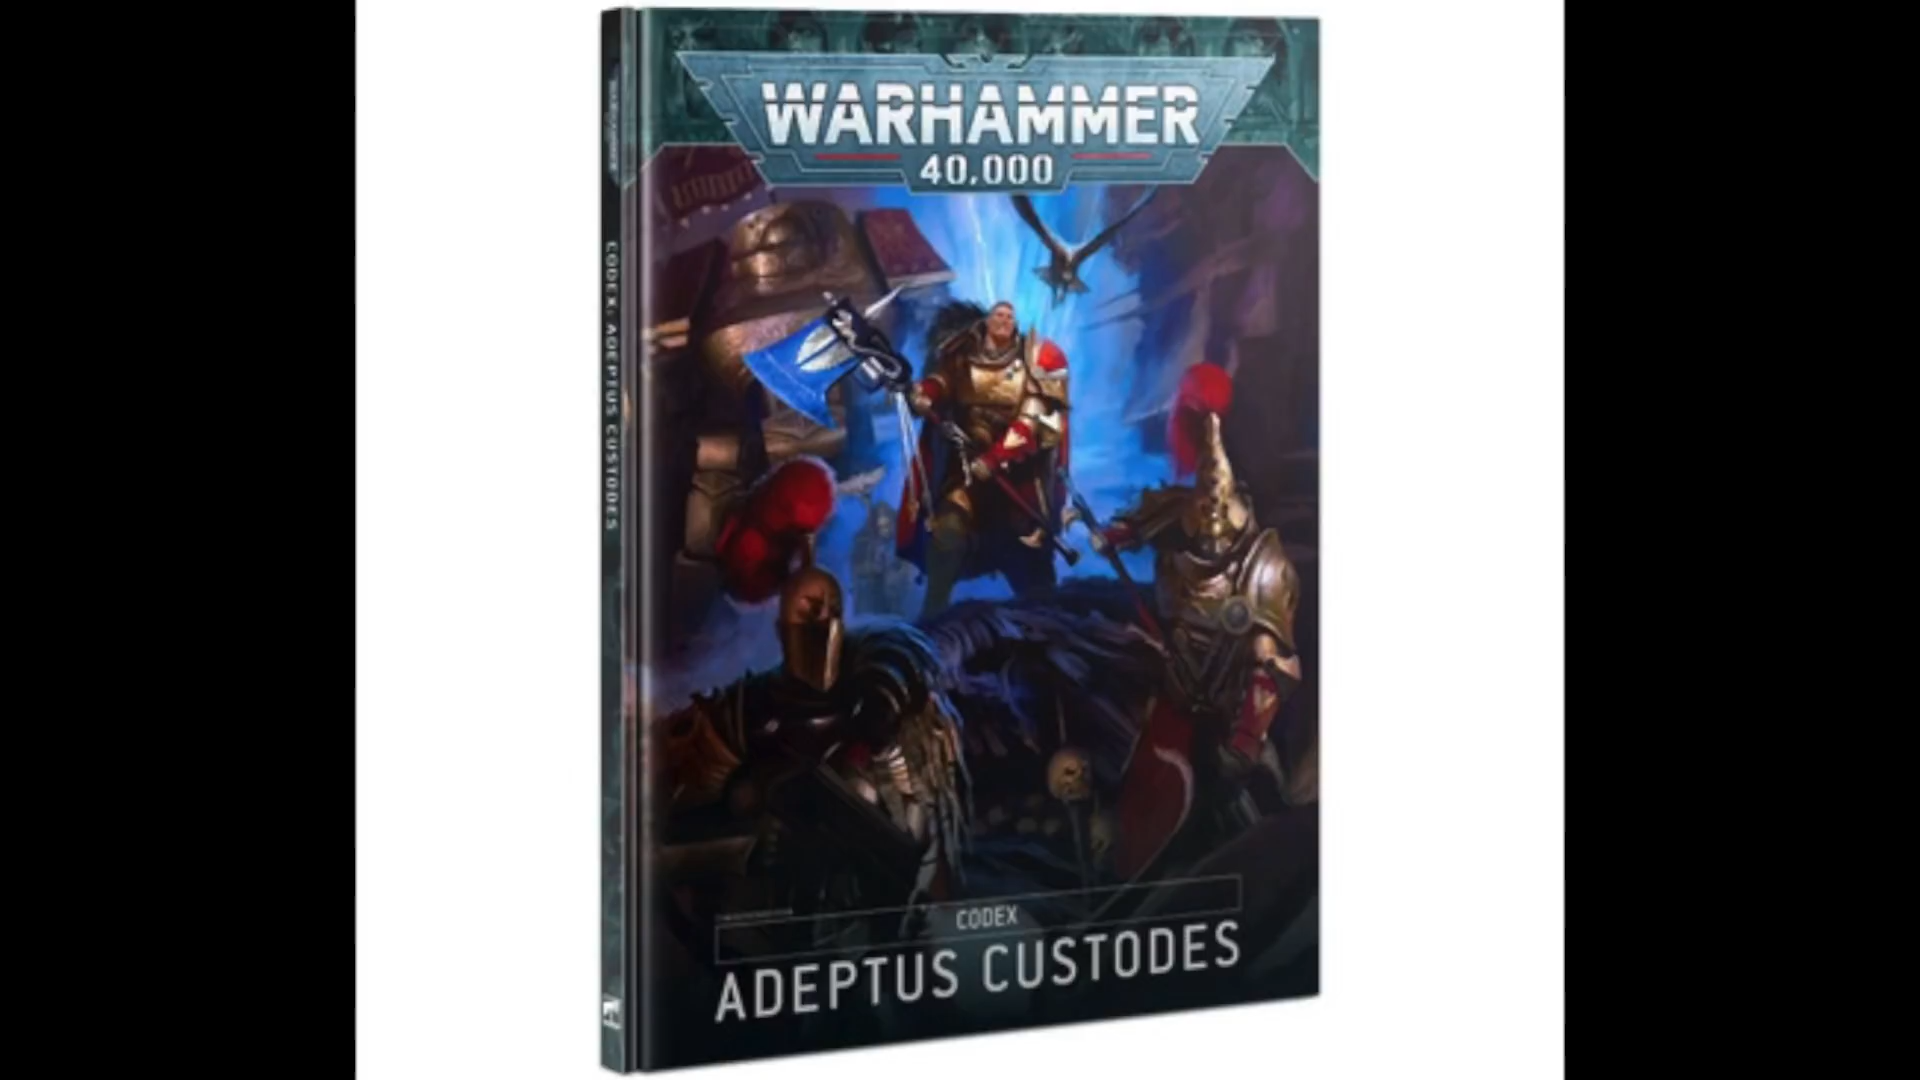 WARHAMMER
40,000
CODEX: ADEPTUS CUSTODES
CODEX
ADEPTUS CUSTODES